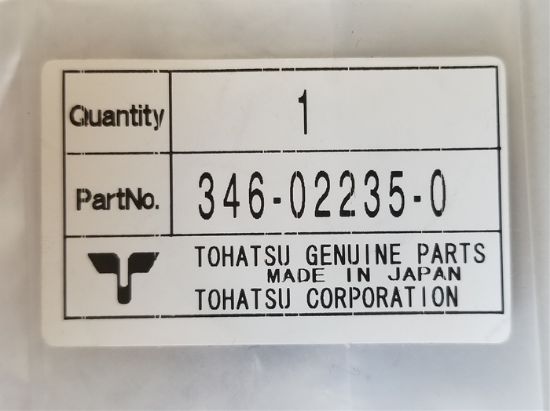 Quantity 1
PartNo. 346-02235-0
TOHATSU GENUINE PARTS
MADE IN JAPAN
TOHATSU CORPORATION